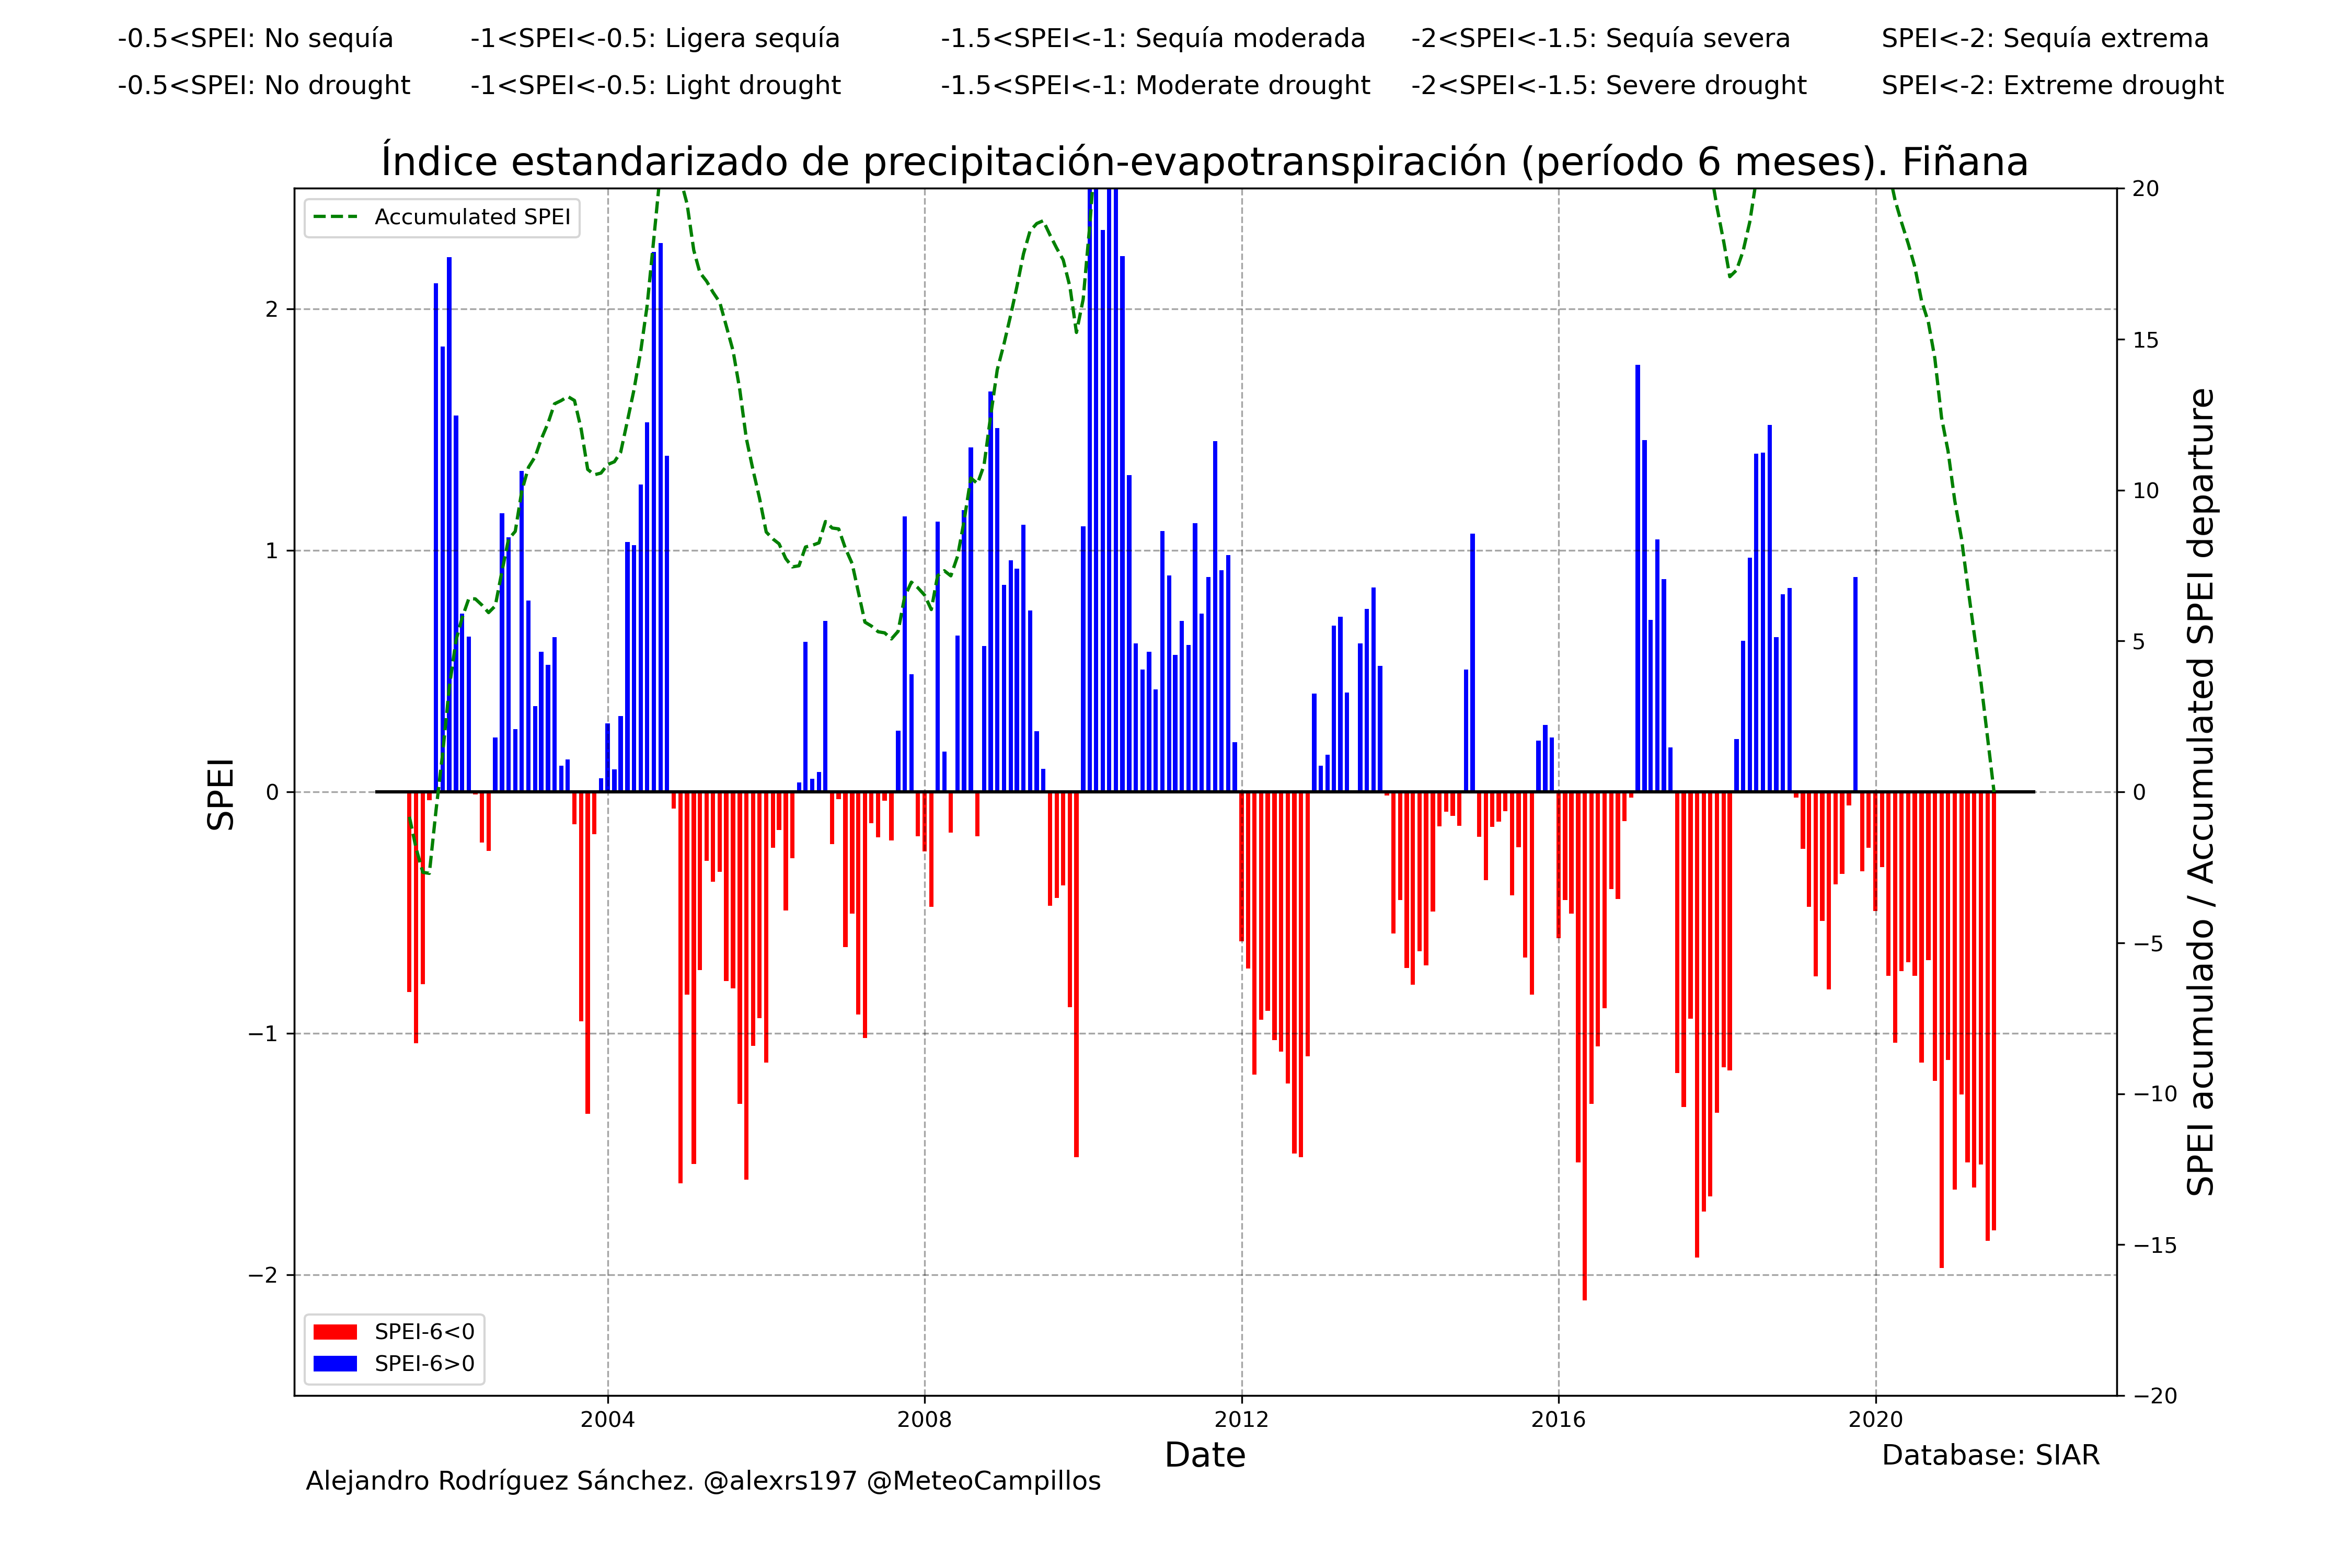 -0.5<SPEI: No sequía -1<SPEI<-0.5: Ligera sequía -1.5<SPEI<-1: Sequía moderada -2<SPEI<-1.5: Sequía severa SPEI<-2: Sequía extrema
-0.5<SPEI: No drought -1<SPEI<-0.5: Light drought -1.5<SPEI<-1: Moderate drought -2<SPEI<-1.5: Severe drought SPEI<-2: Extreme drought
Índice estandarizado de precipitación-evapotranspiración (período 6 meses). Fiñana
Accumulated SPEI
SPEI
2
1
0
−1
−2
20
15
10
5
0
−5
−10
−15
−20
SPEI acumulado / Accumulated SPEI departure
SPEI-6<0
SPEI-6>0
2004 2008 2012 2016 2020
Date
Database: SIAR
Alejandro Rodríguez Sánchez. @alexrs197 @MeteoCampillos